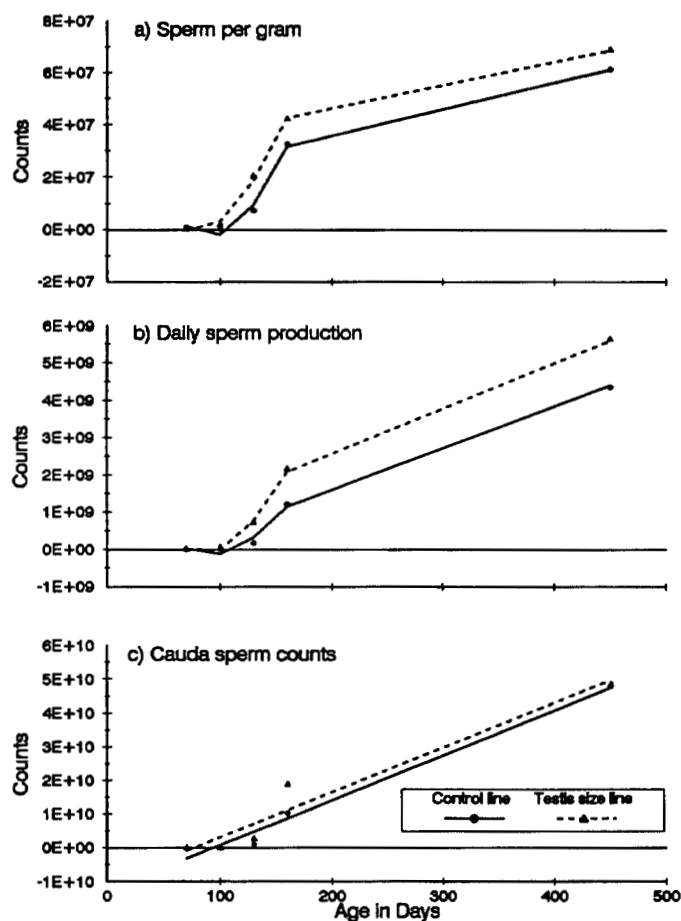 a) Sperm per gram
8E+07
6E+07
4E+07
2E+07
0E+00
-2E+07
Counts
b) Daily sperm production
6E+09
5E+09
4E+09
3E+09
2E+09
1E+09
0E+00
-1E+09
Counts
c) Cauda sperm counts
6E+10
5E+10
4E+10
3E+10
2E+10
1E+10
0E+00
-1E+10
Counts
Control line Testis size line
0 100 200 300 400 500
Age in Days